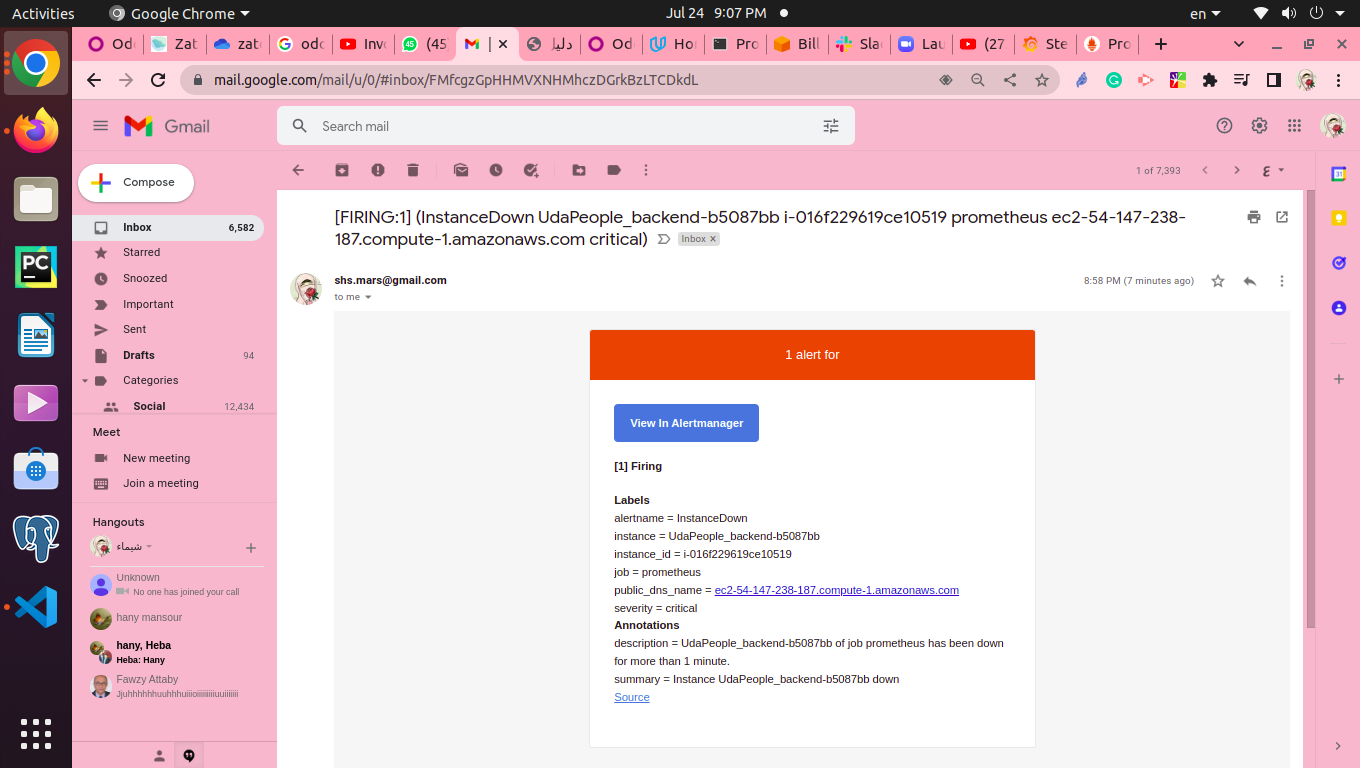 Activities
Google Chrome
Jul 24 9:07 PM
en
Od
Zat
zat
odc
Inv
(45
M |
دليل
Od
Hor
Pro
Bill
Sla
Lau
(27
Ste
Pro
mail.google.com/mail/u/0/#inbox/FMfcgzGpHHMVXNHMhczDGrkBzLTCDkdL
Gmail
Search mail
Compose
1 of 7,393
Inbox 6,582
Starred
Snoozed
Important
Sent
Drafts 94
Categories
Social 12,434
Meet
New meeting
Join a meeting
Hangouts
شيماء
Unknown
No one has joined your call
hany mansour
hany, Heba
Heba: Hany
Fawzy Attaby
[FIRING:1] (InstanceDown UdaPeople_backend-b5087bb i-016f229619ce10519 prometheus ec2-54-147-238-
187.compute-1.amazonaws.com critical)
Inbox x
shs.mars@gmail.com
8:58 PM (7 minutes ago)
to me
1 alert for
View In Alertmanager
[1] Firing
Labels
alertname = InstanceDown
instance = UdaPeople_backend-b5087bb
instance_id = i-016f229619ce10519
job = prometheus
public_dns_name = ec2-54-147-238-187.compute-1.amazonaws.com
severity = critical
Annotations
description = UdaPeople_backend-b5087bb of job prometheus has been down
for more than 1 minute.
summary = Instance UdaPeople_backend-b5087bb down
Source